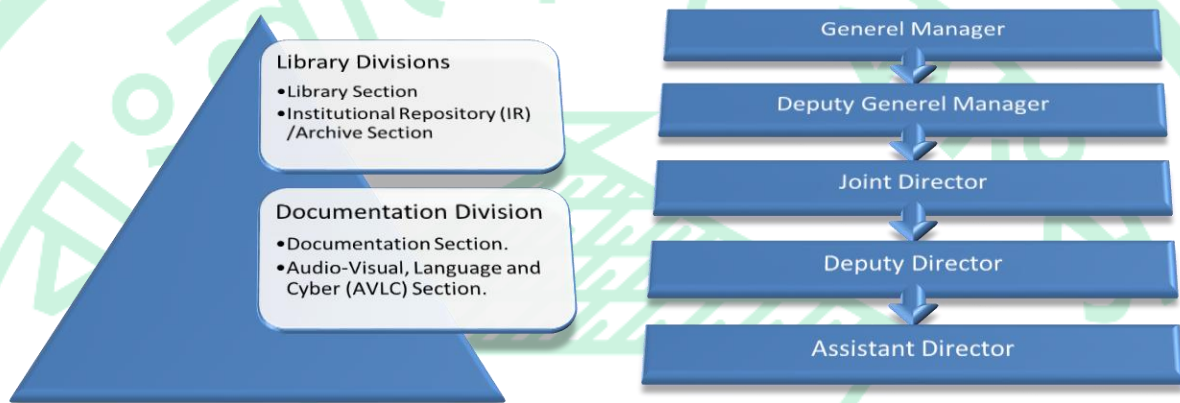 Library Divisions
•Library Section
•Institutional Repository (IR)
/Archive Section
Documentation Division
•Documentation Section.
•Audio-Visual, Language and
Cyber (AVLC) Section.
Generel Manager
Deputy Generel Manager
Joint Director
Deputy Director
Assistant Director